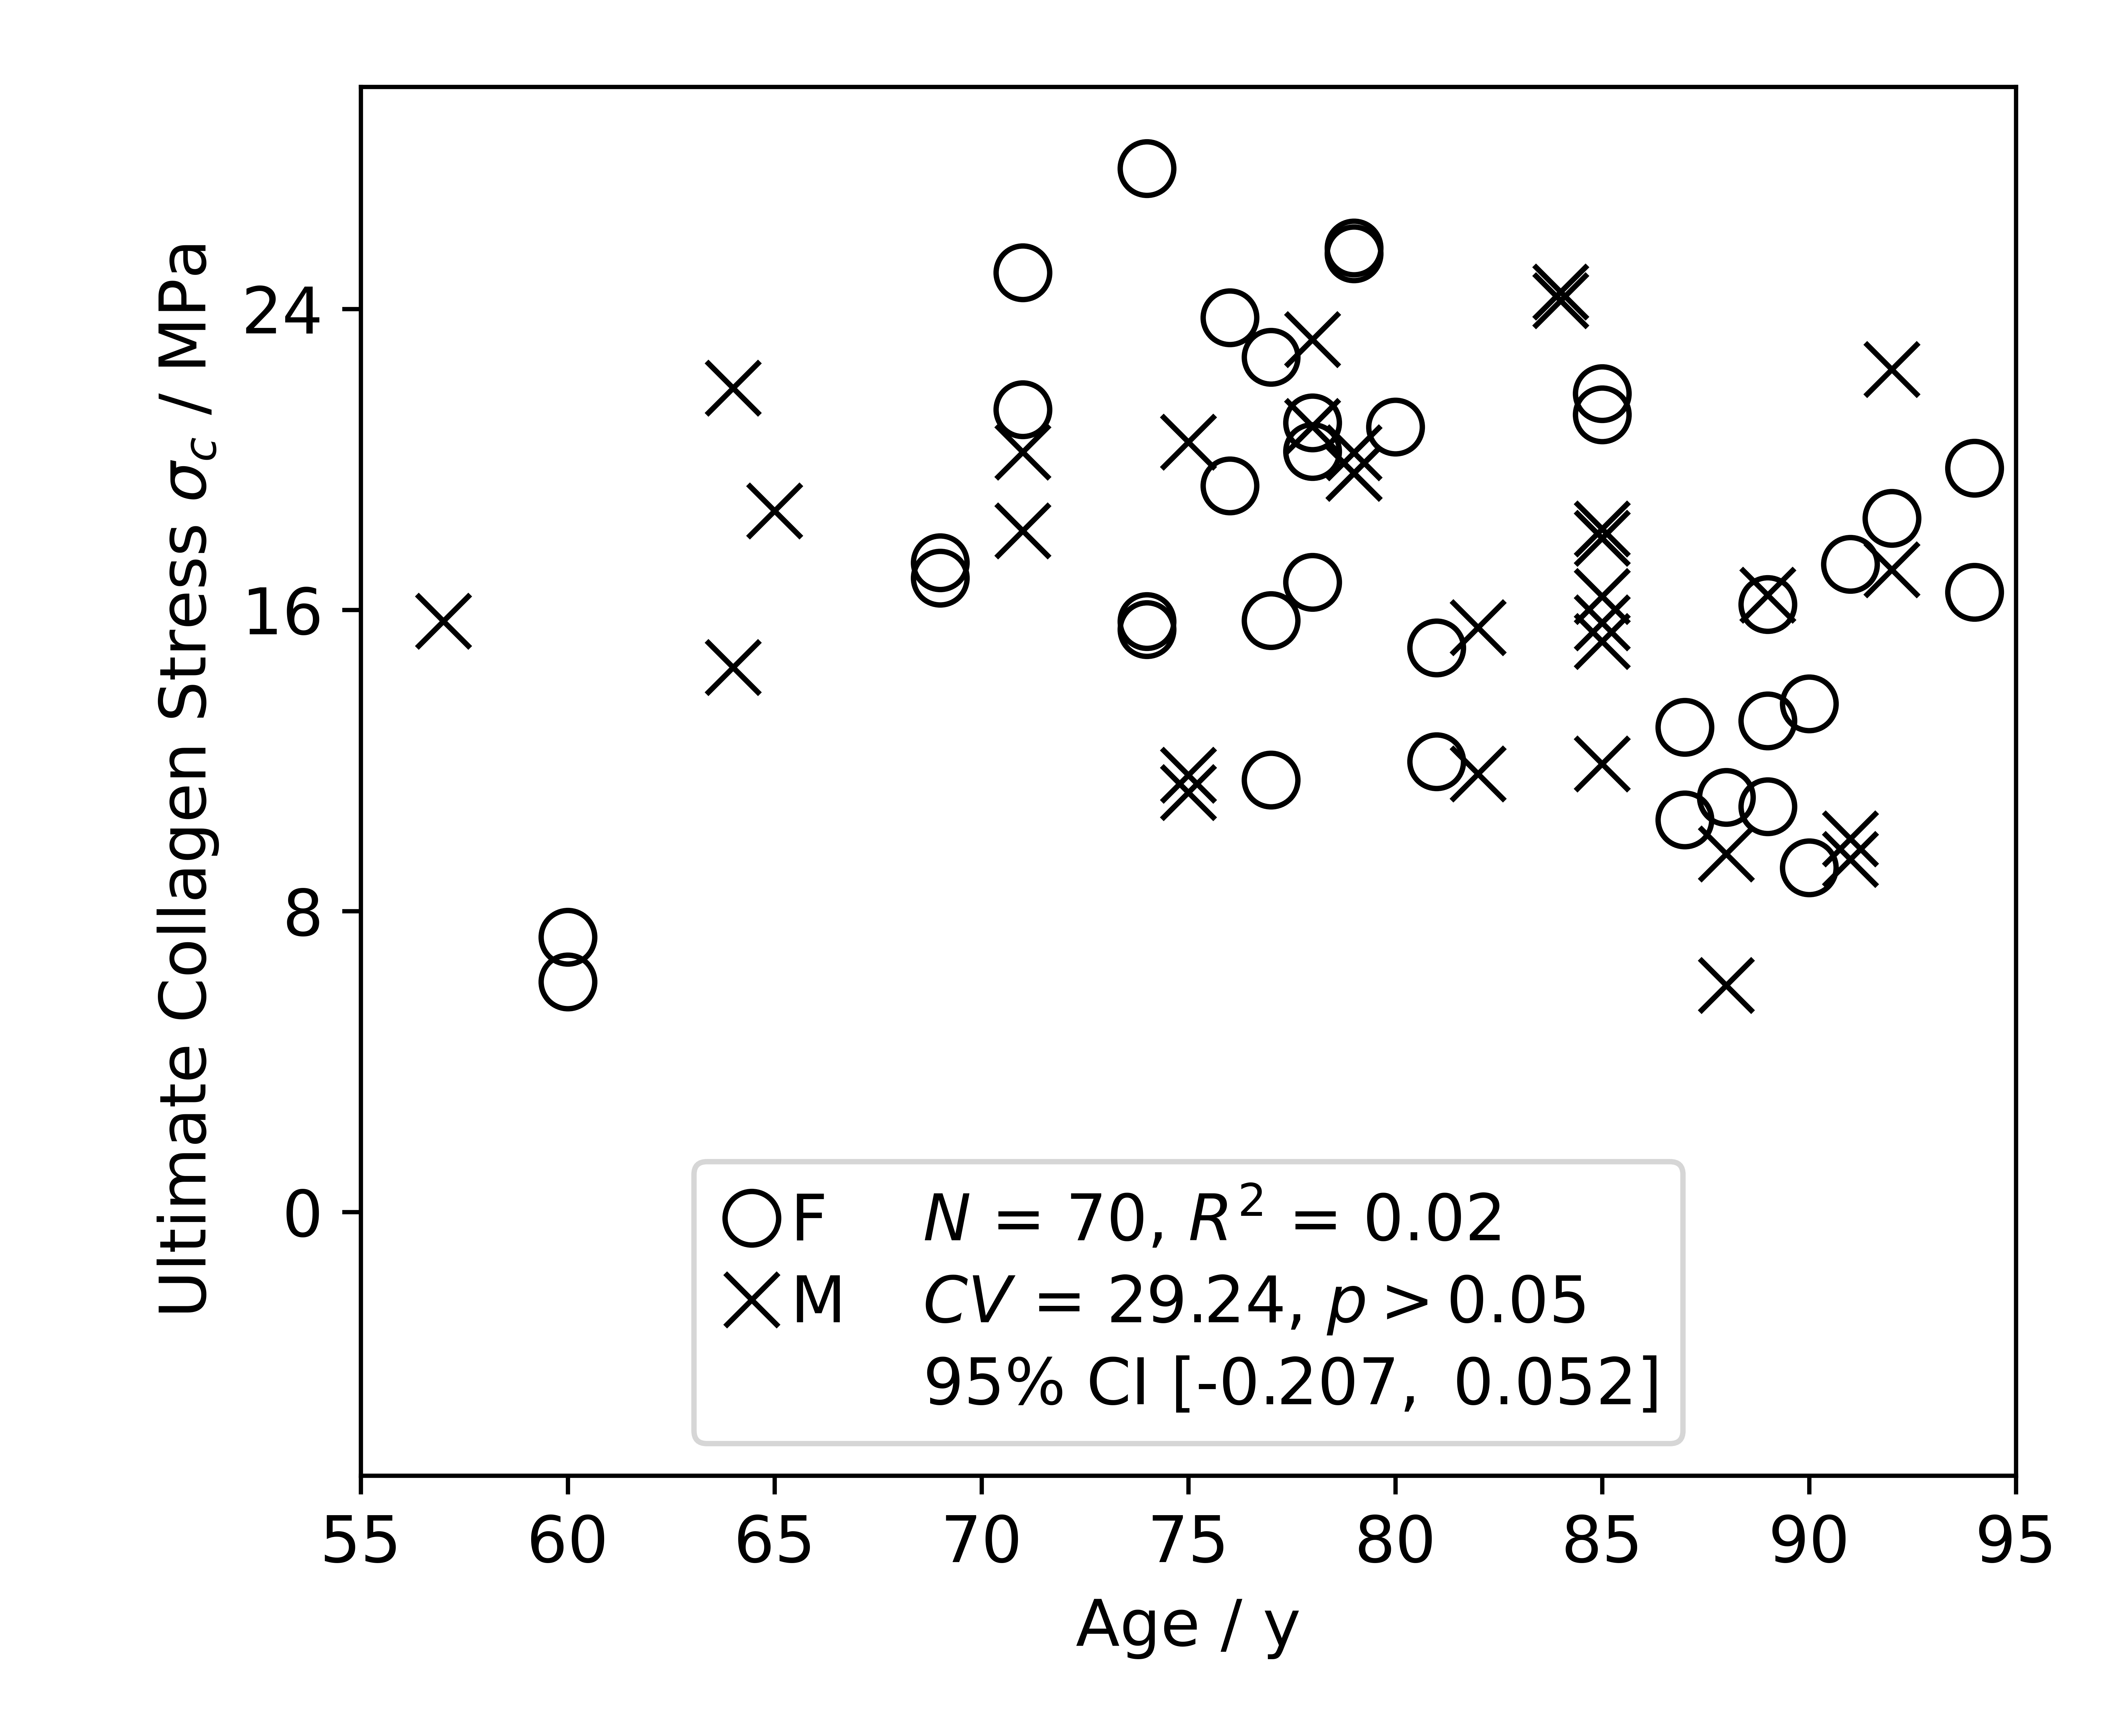 Ultimate Collagen Stress σc / MPa
24
16
8
0
F N = 70, R² = 0.02
M CV = 29.24, p > 0.05
95% CI [-0.207, 0.052]
55 60 65 70 75 80 85 90 95
Age / y